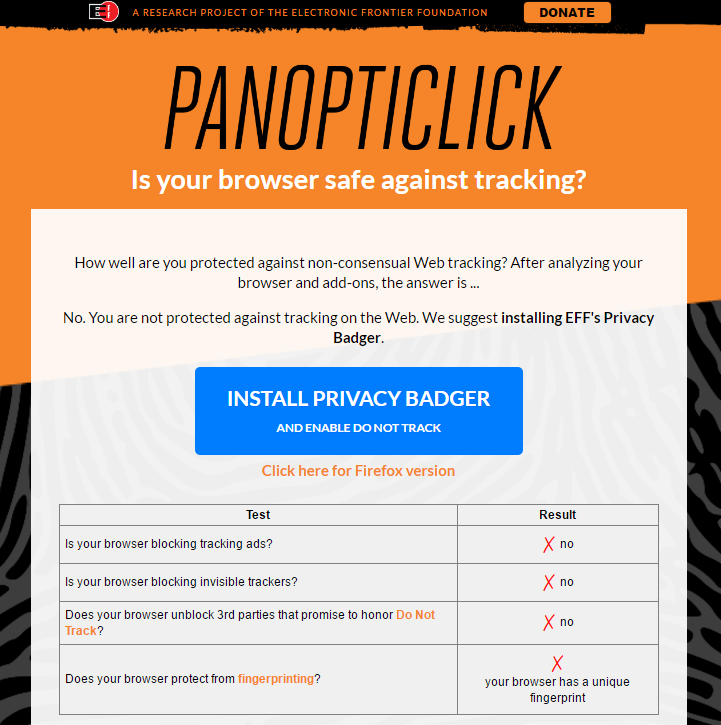 A RESEARCH PROJECT OF THE ELECTRONIC FRONTIER FOUNDATION
DONATE
PANOPTICLICK
Is your browser safe against tracking?
How well are you protected against non-consensual Web tracking? After analyzing your
browser and add-ons, the answer is ...
No. You are not protected against tracking on the Web. We suggest installing EFF's Privacy
Badger.
INSTALL PRIVACY BADGER
AND ENABLE DO NOT TRACK
Click here for Firefox version
Test Result
Is your browser blocking tracking ads? ✗ no
Is your browser blocking invisible trackers? ✗ no
Does your browser unblock 3rd parties that promise to honor Do Not
Track? ✗ no
Does your browser protect from fingerprinting? ✗
your browser has a unique
fingerprint